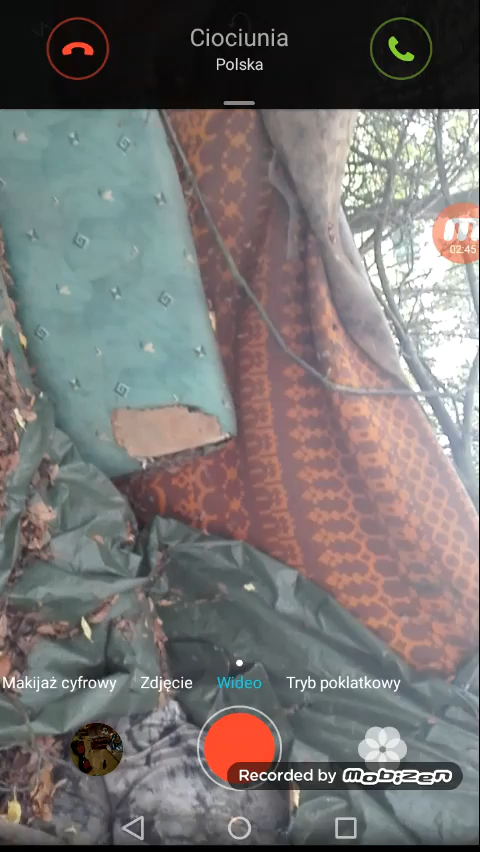 Ciociunia
Polska
02:45
Makijaż cyfrowy Zdjęcie Wideo Tryb poklatkowy
Recorded by Mobizen